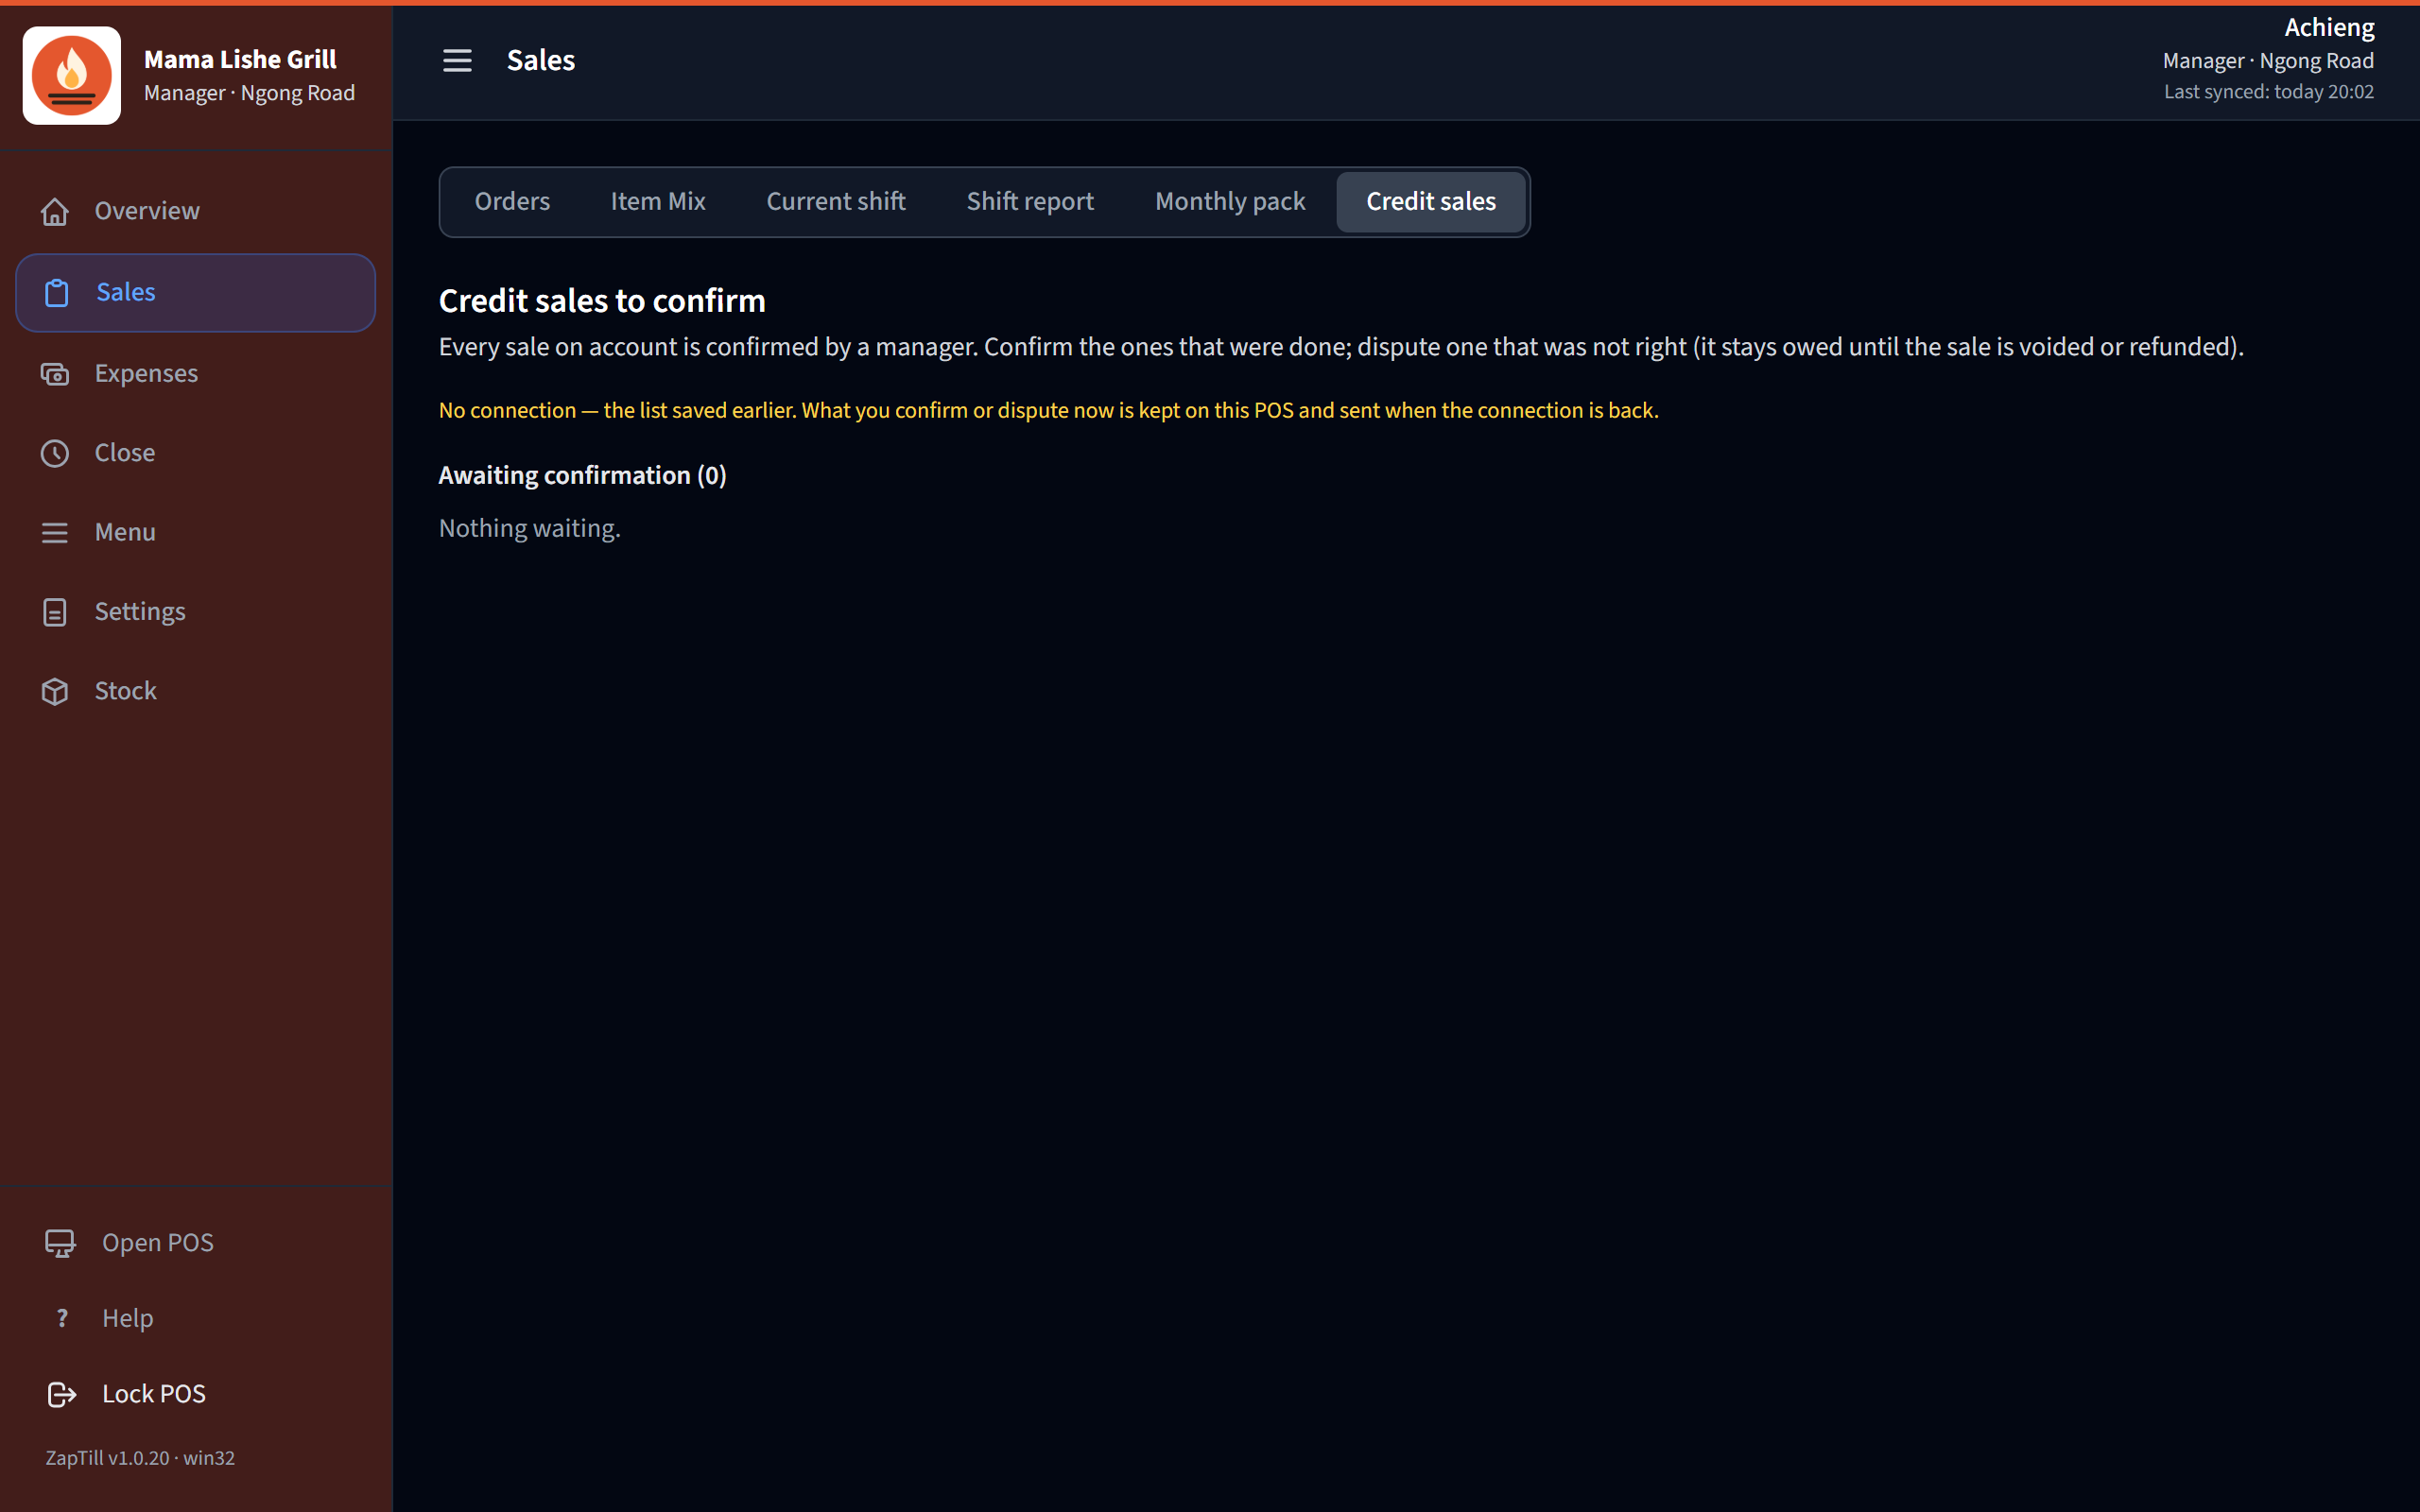 Mama Lishe Grill
Manager · Ngong Road
Overview
Sales
Expenses
Close
Menu
Settings
Stock
Open POS
? Help
Lock POS
ZapTill v1.0.20 · win32
Sales
Achieng
Manager · Ngong Road
Last synced: today 20:02
Orders Item Mix Current shift Shift report Monthly pack Credit sales
Credit sales to confirm
Every sale on account is confirmed by a manager. Confirm the ones that were done; dispute one that was not right (it stays owed until the sale is voided or refunded).
No connection — the list saved earlier. What you confirm or dispute now is kept on this POS and sent when the connection is back.
Awaiting confirmation (0)
Nothing waiting.